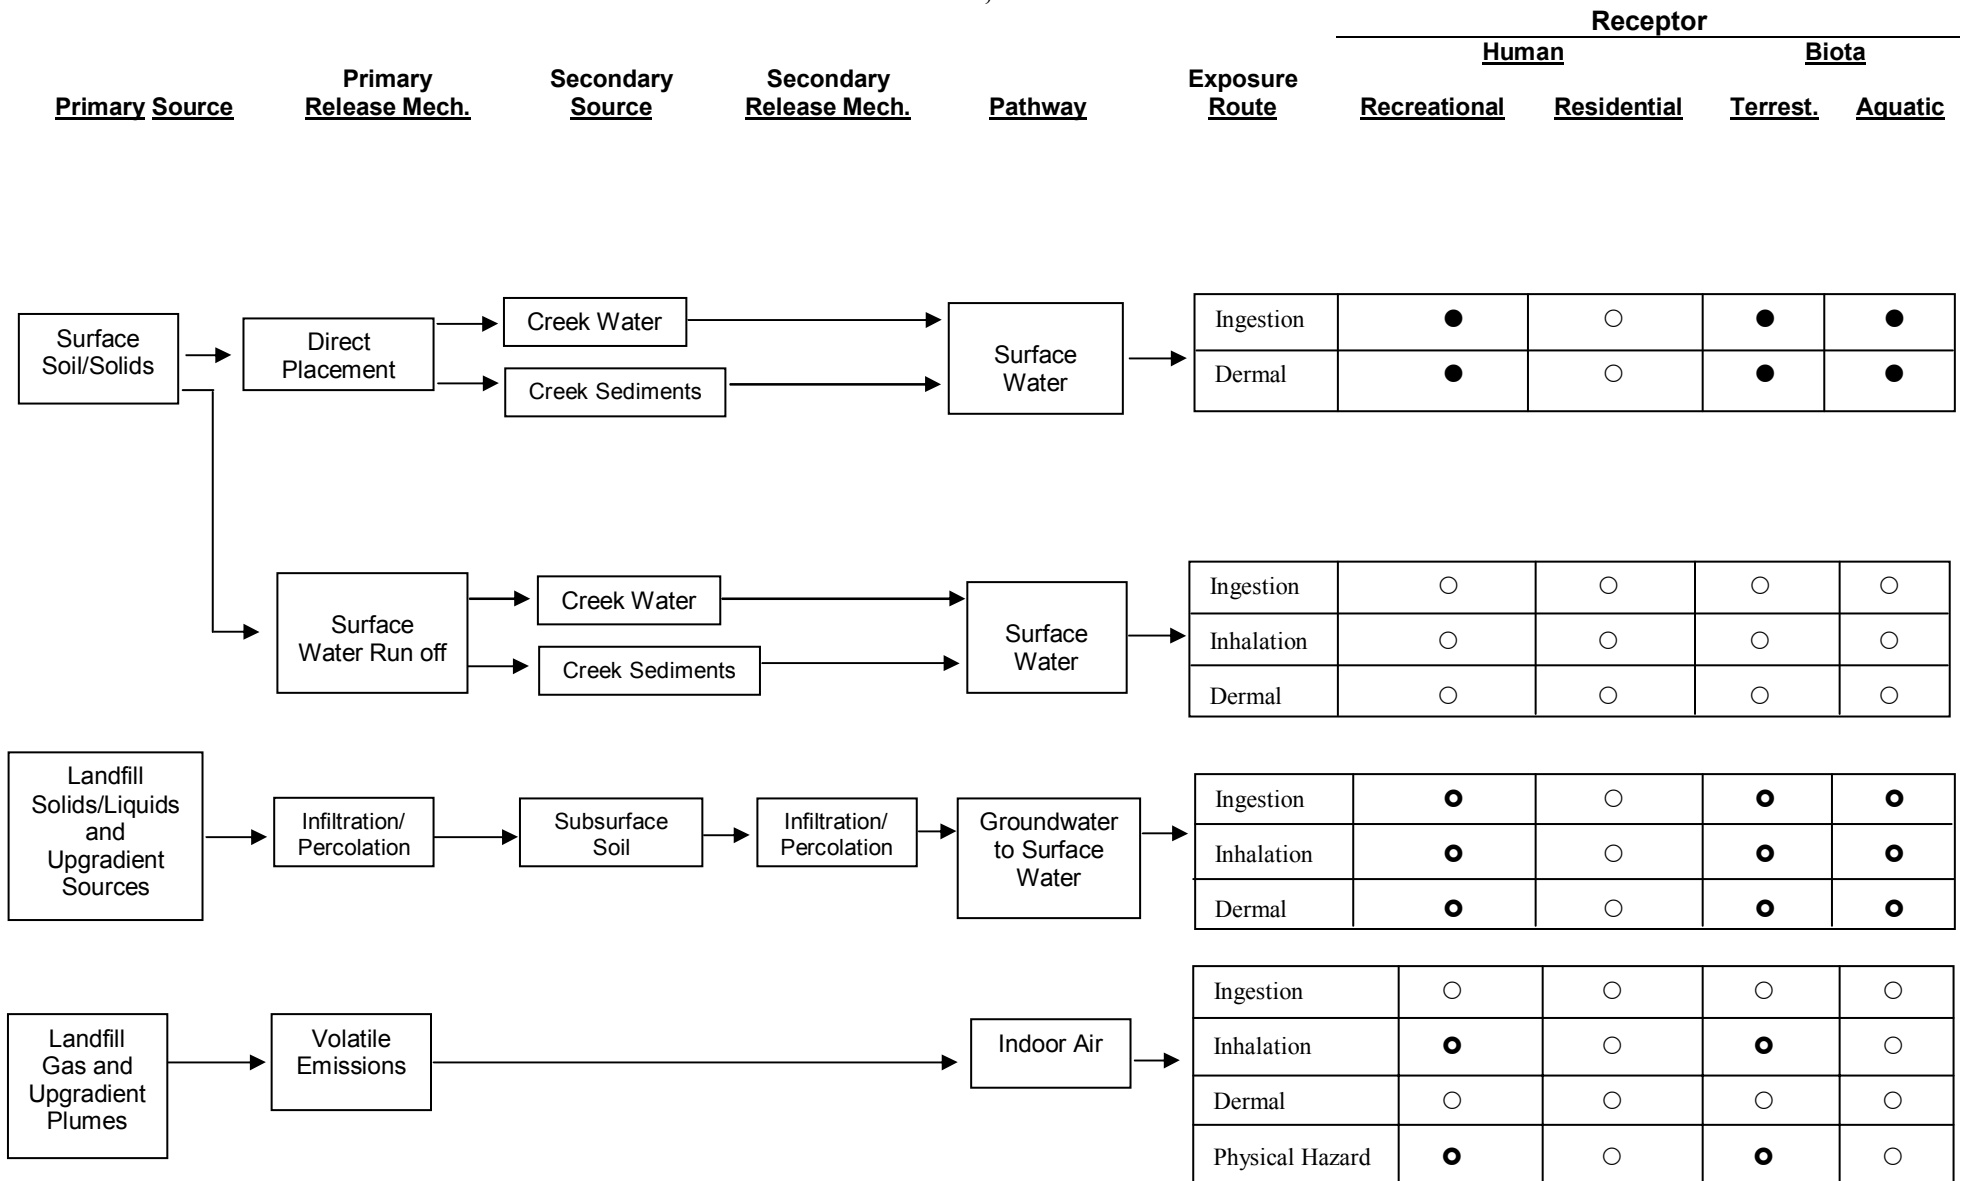 Receptor
Human Biota
Primary Secondary Secondary Exposure
Primary Source Release Mech. Source Release Mech. Pathway Route Recreational Residential Terrest. Aquatic
Surface
Soil/Solids
Direct
Placement
Creek Water
Creek Sediments
Surface
Water
Ingestion ● ○ ● ●
Dermal ● ○ ● ●
Surface
Water Run off
Creek Water
Creek Sediments
Surface
Water
Ingestion ○ ○ ○ ○
Inhalation ○ ○ ○ ○
Dermal ○ ○ ○ ○
Landfill
Solids/Liquids
and
Upgradient
Sources
Infiltration/
Percolation
Subsurface
Soil
Infiltration/
Percolation
Groundwater
to Surface
Water
Ingestion
Inhalation
Dermal
Landfill
Gas and
Upgradient
Plumes
Volatile
Emissions
Indoor Air
Ingestion
Inhalation
Dermal
Physical Hazard